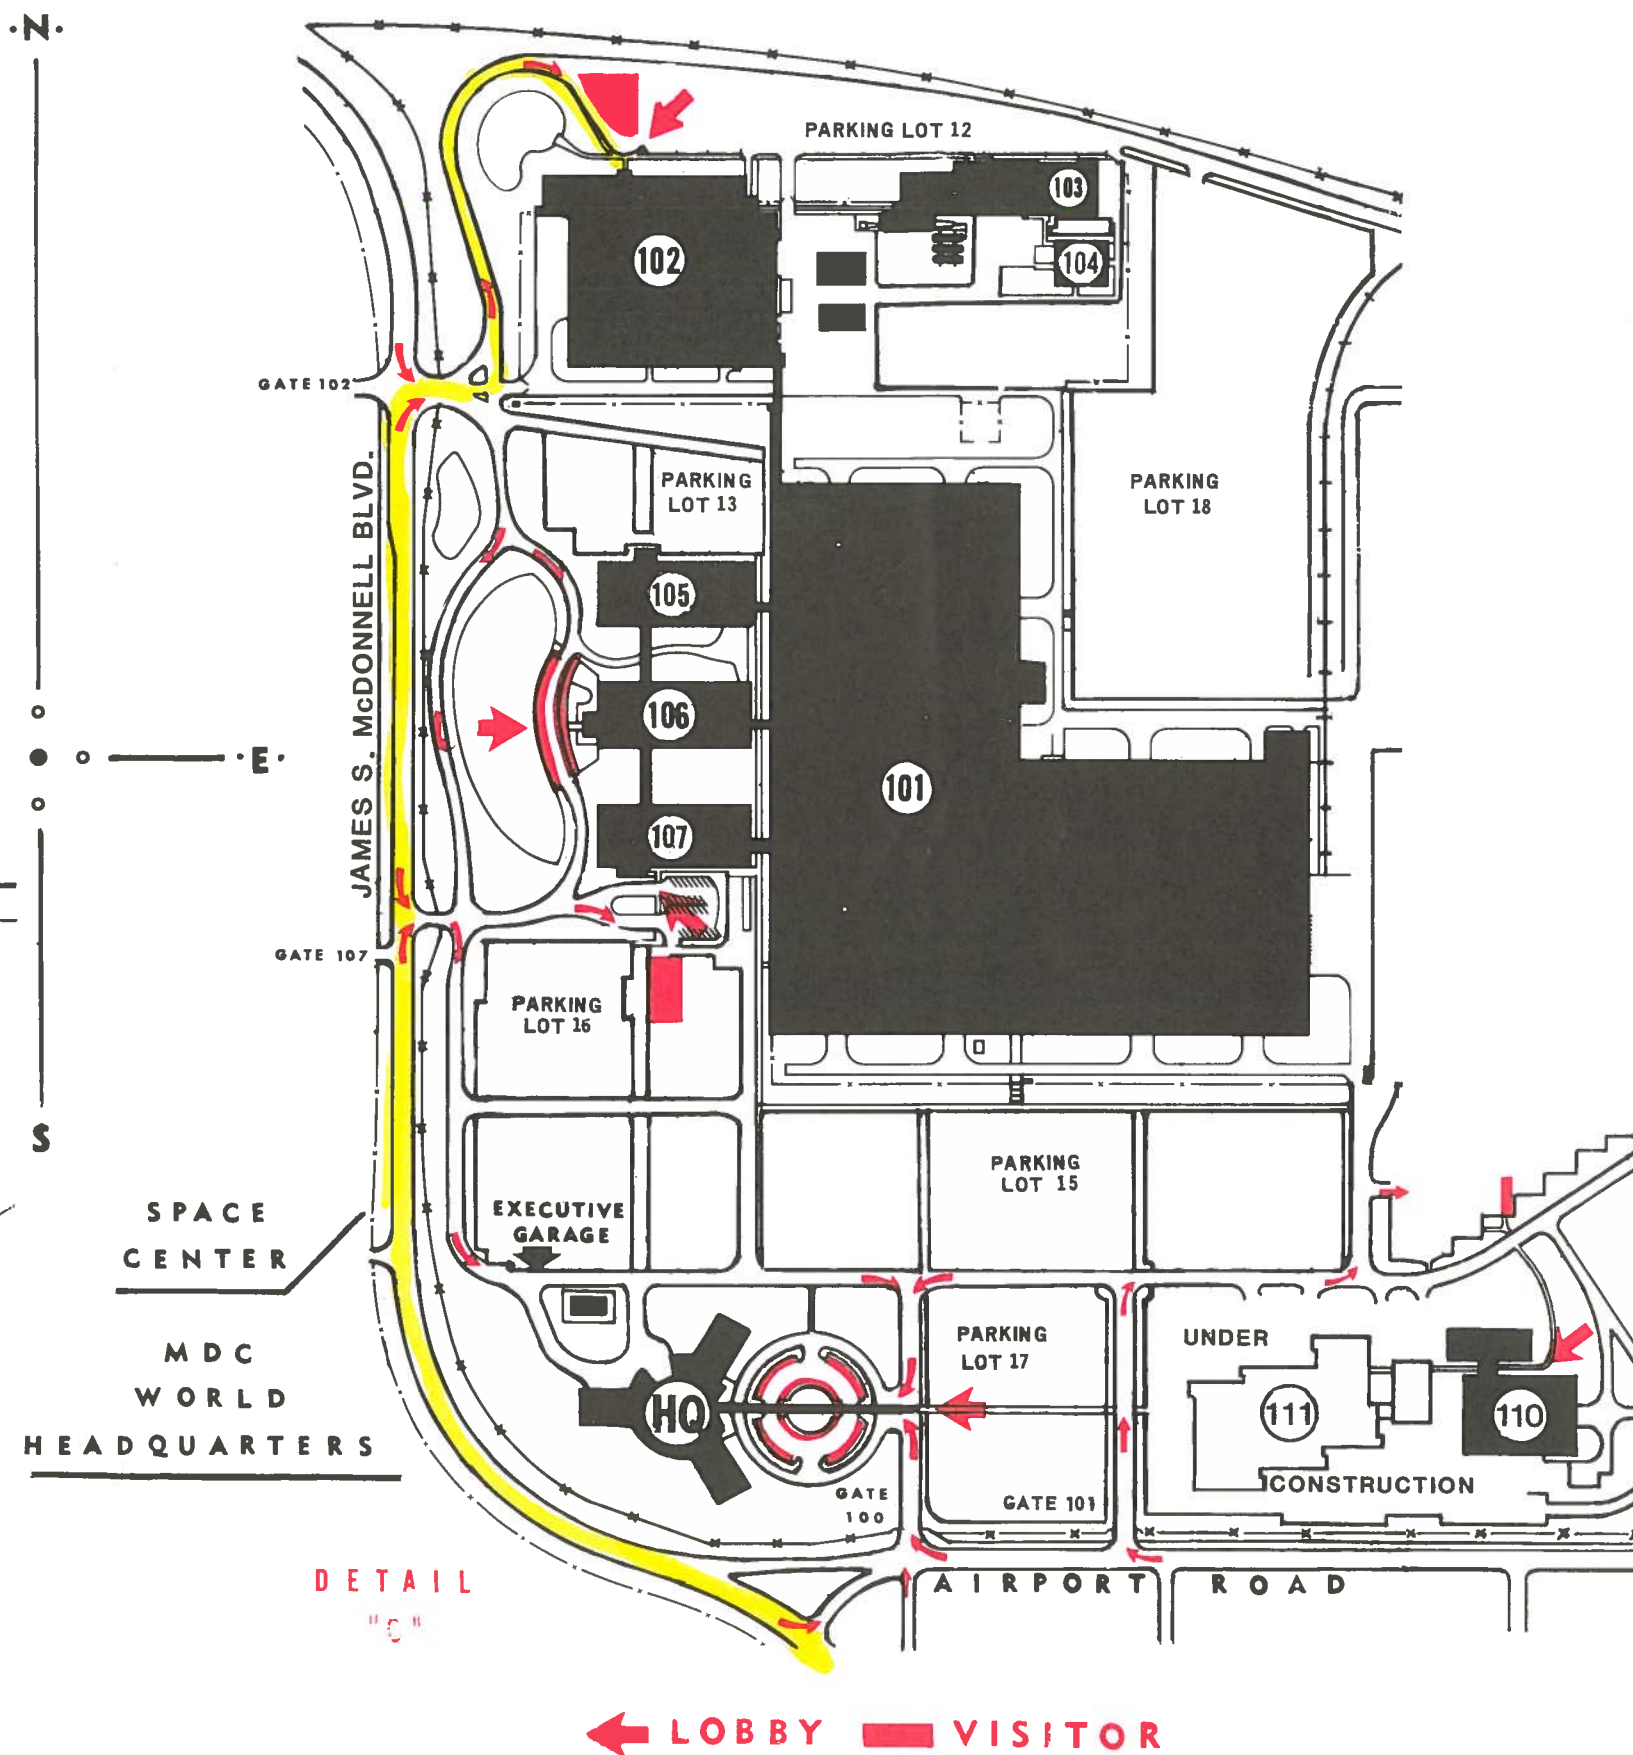 ·N·
PARKING LOT 12
103
102
104
GATE 102
PARKING
LOT 13
PARKING
LOT 18
JAMES S. McDONNELL BLVD.
105
106
·E·
101
107
GATE 107
PARKING
LOT 16
S
PARKING
LOT 15
SPACE
CENTER
EXECUTIVE
GARAGE
MDC
WORLD
HEADQUARTERS
PARKING
LOT 17
UNDER
HQ
111
110
CONSTRUCTION
GATE
100
GATE 101
DETAIL
"C"
AIRPORT ROAD
LOBBY VISITOR